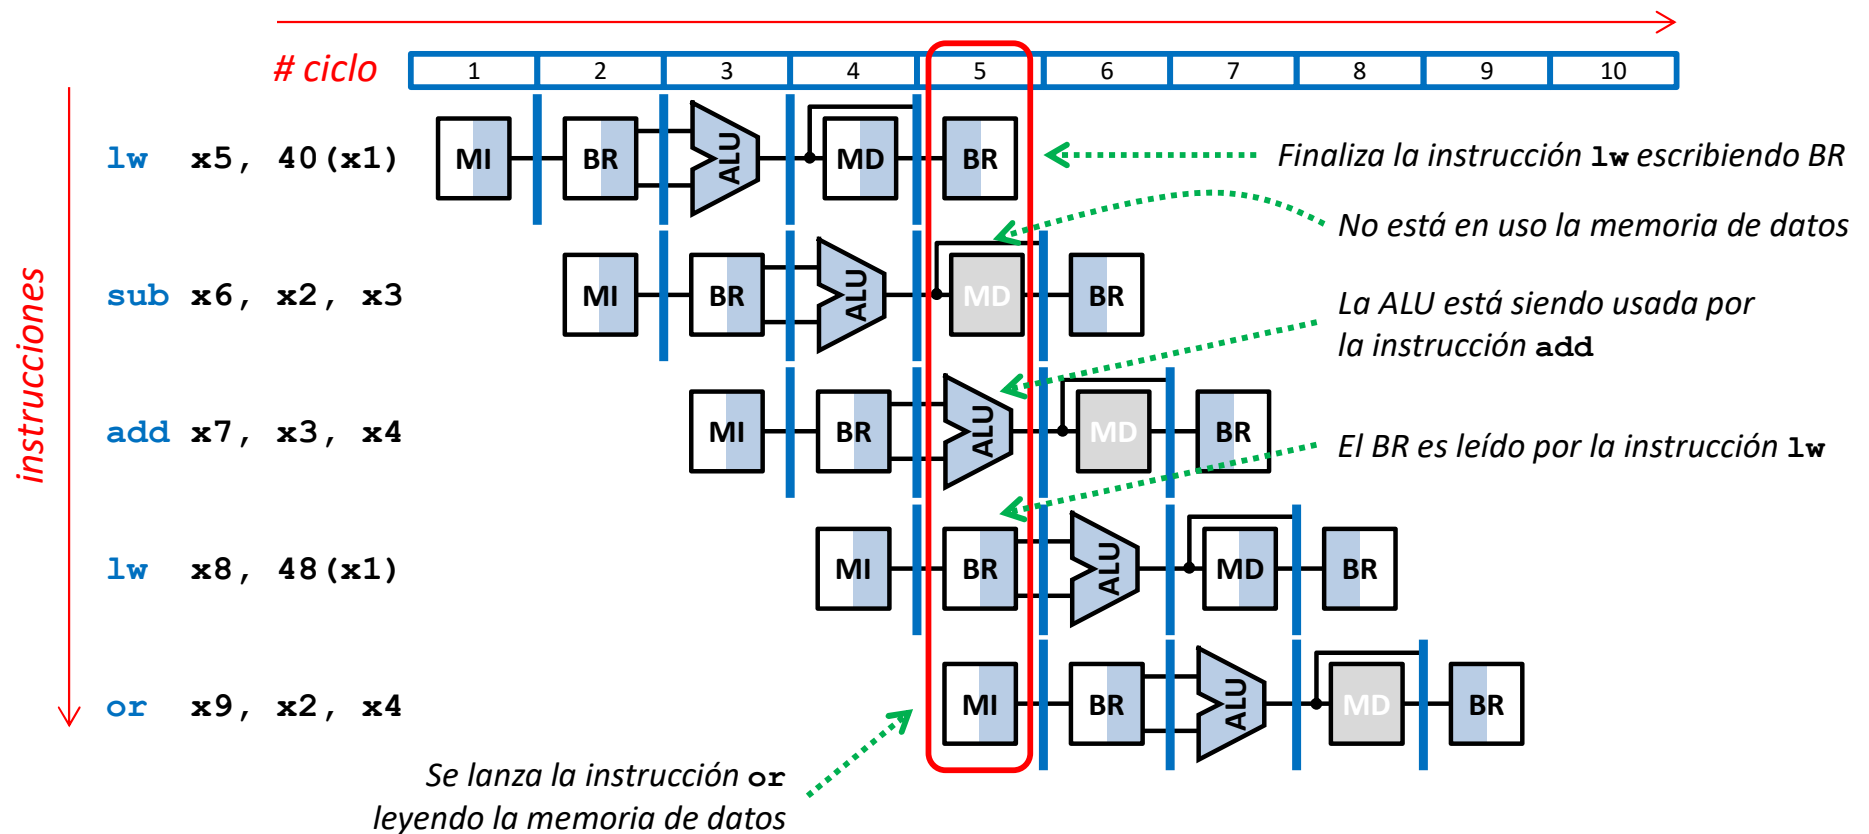 # ciclo 1 2 3 4 5 6 7 8 9 10
instrucciones
lw x5, 40(x1) MI BR ALU MD BR
Finaliza la instrucción lw escribiendo BR
No está en uso la memoria de datos
sub x6, x2, x3 MI BR ALU MD BR
La ALU está siendo usada por
la instrucción add
add x7, x3, x4 MI BR ALU MD BR
El BR es leído por la instrucción lw
lw x8, 48(x1) MI BR ALU MD BR
or x9, x2, x4 MI BR ALU MD BR
Se lanza la instrucción or
leyendo la memoria de datos